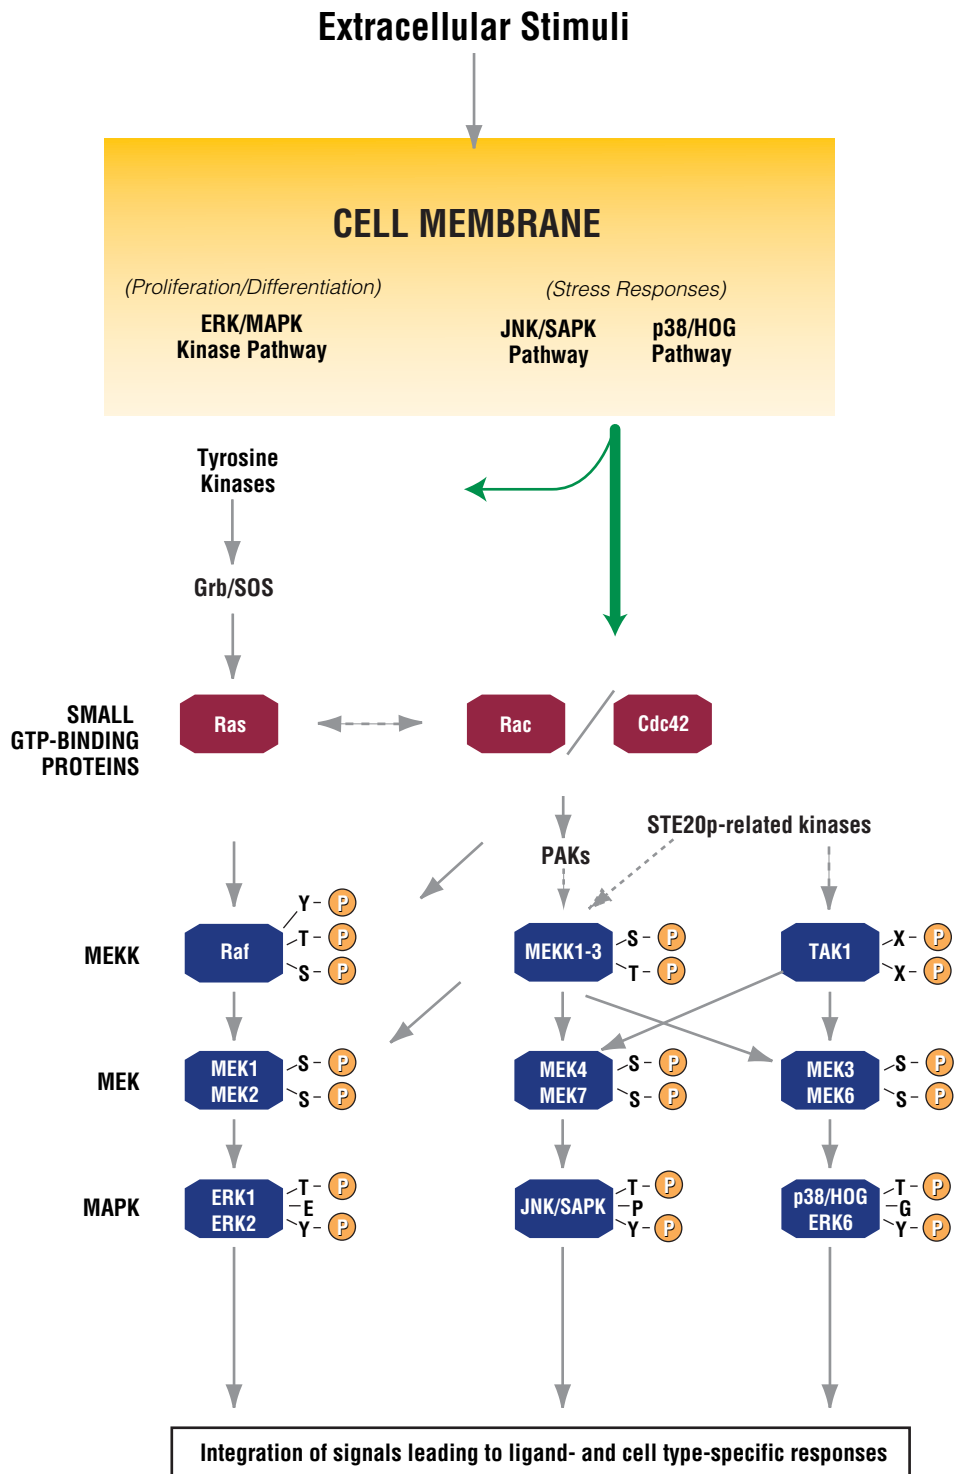 Extracellular Stimuli
CELL MEMBRANE
(Proliferation/Differentiation)
ERK/MAPK
Kinase Pathway
(Stress Responses)
JNK/SAPK
Pathway
p38/HOG
Pathway
Tyrosine
Kinases
Grb/SOS
SMALL
GTP-BINDING
PROTEINS
Ras
Rac
Cdc42
PAKs
STE20p-related kinases
MEKK
Raf
Y P
T P
S P
MEKK1-3
S P
T P
TAK1
X P
X P
MEK
MEK1
MEK2
S P
S P
MEK4
MEK7
S P
S P
MEK3
MEK6
S P
S P
MAPK
ERK1
ERK2
T P
E
Y P
JNK/SAPK
T P
P
Y P
p38/HOG
ERK6
T P
G
Y P
Integration of signals leading to ligand- and cell type-specific responses